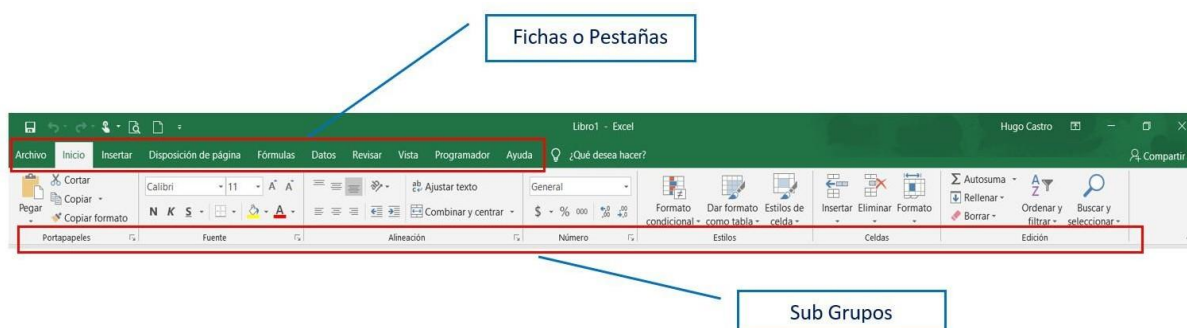 Fichas o Pestañas
Libro1 - Excel
Hugo Castro
Archivo Inicio Insertar Disposición de página Fórmulas Datos Revisar Vista Programador Ayuda ¿Qué desea hacer? Compartir
Pegar
Cortar
Copiar
Copiar formato
Portapapeles
Calibri 11 A A
N K S A
Fuente
ab Ajustar texto
Combinar y centrar
Alineación
General
$ % 000
Número
Formato condicional
Dar formato como tabla
Estilos de celda
Estilos
Insertar Eliminar Formato
Celdas
Autosuma
Rellenar
Borrar
Ordenar y filtrar
Buscar y seleccionar
Edición
Sub Grupos